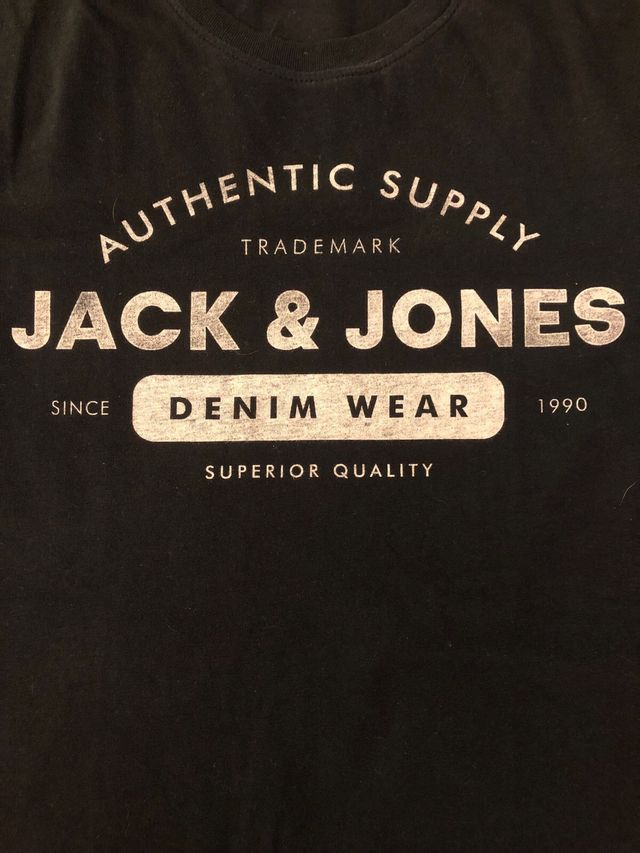 AUTHENTIC SUPPLY
TRADEMARK
JACK & JONES
SINCE DENIM WEAR 1990
SUPERIOR QUALITY